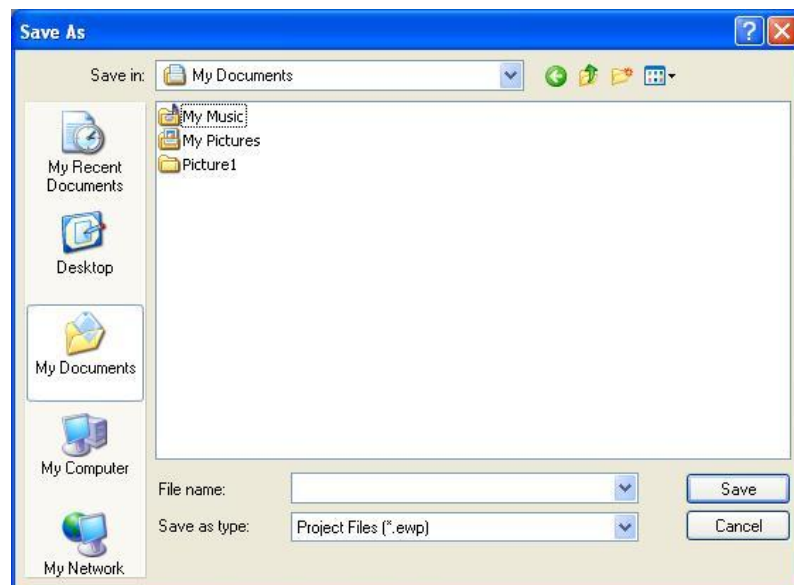 Save As
Save in:
My Documents
My Recent
Documents
Desktop
My Documents
My Computer
My Network
My Music
My Pictures
Picture1
File name:
Save
Save as type:
Project Files (*.ewp)
Cancel